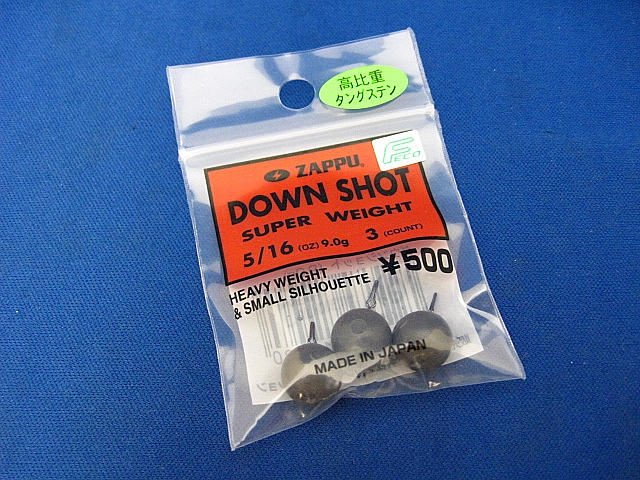 高比重
タングステン
FECO
ZAPPU®
DOWN SHOT
SUPER WEIGHT
5/16 (OZ) 9.0g 3 (COUNT)
¥500
HEAVY WEIGHT
& SMALL SILHOUETTE
MADE IN JAPAN